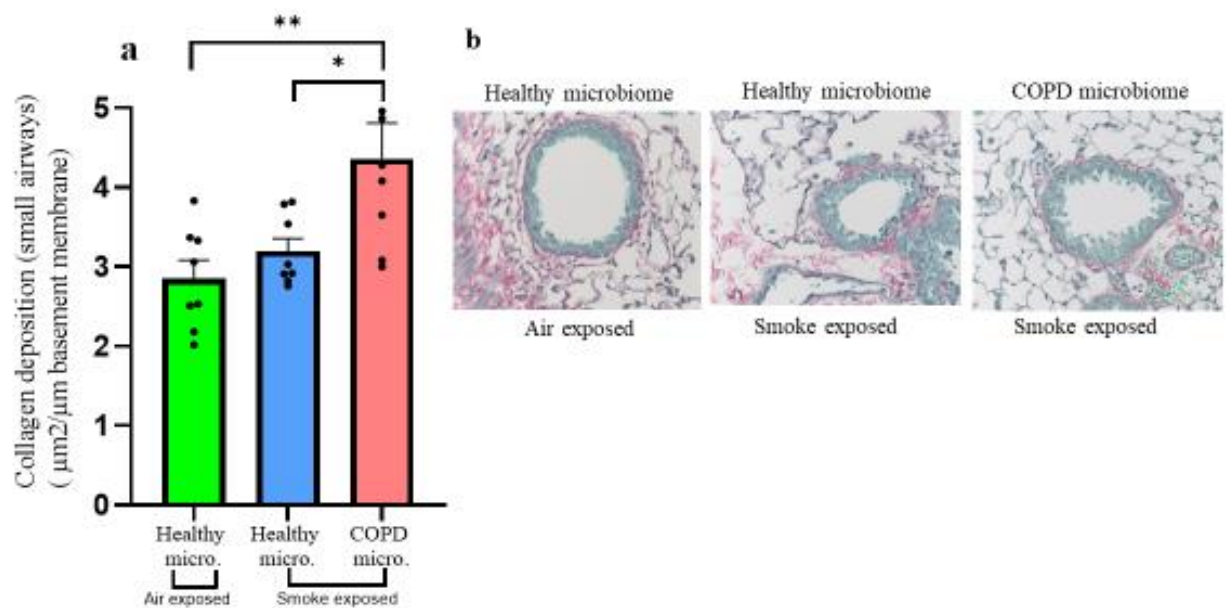 a
**
*
Collagen deposition (small airways)
( μm2/μm basement membrane)
5
4
3
2
1
0
Healthy
micro.
Healthy
micro.
COPD
micro.
Air exposed
Smoke exposed
b
Healthy microbiome
Healthy microbiome
COPD microbiome
Air exposed
Smoke exposed
Smoke exposed